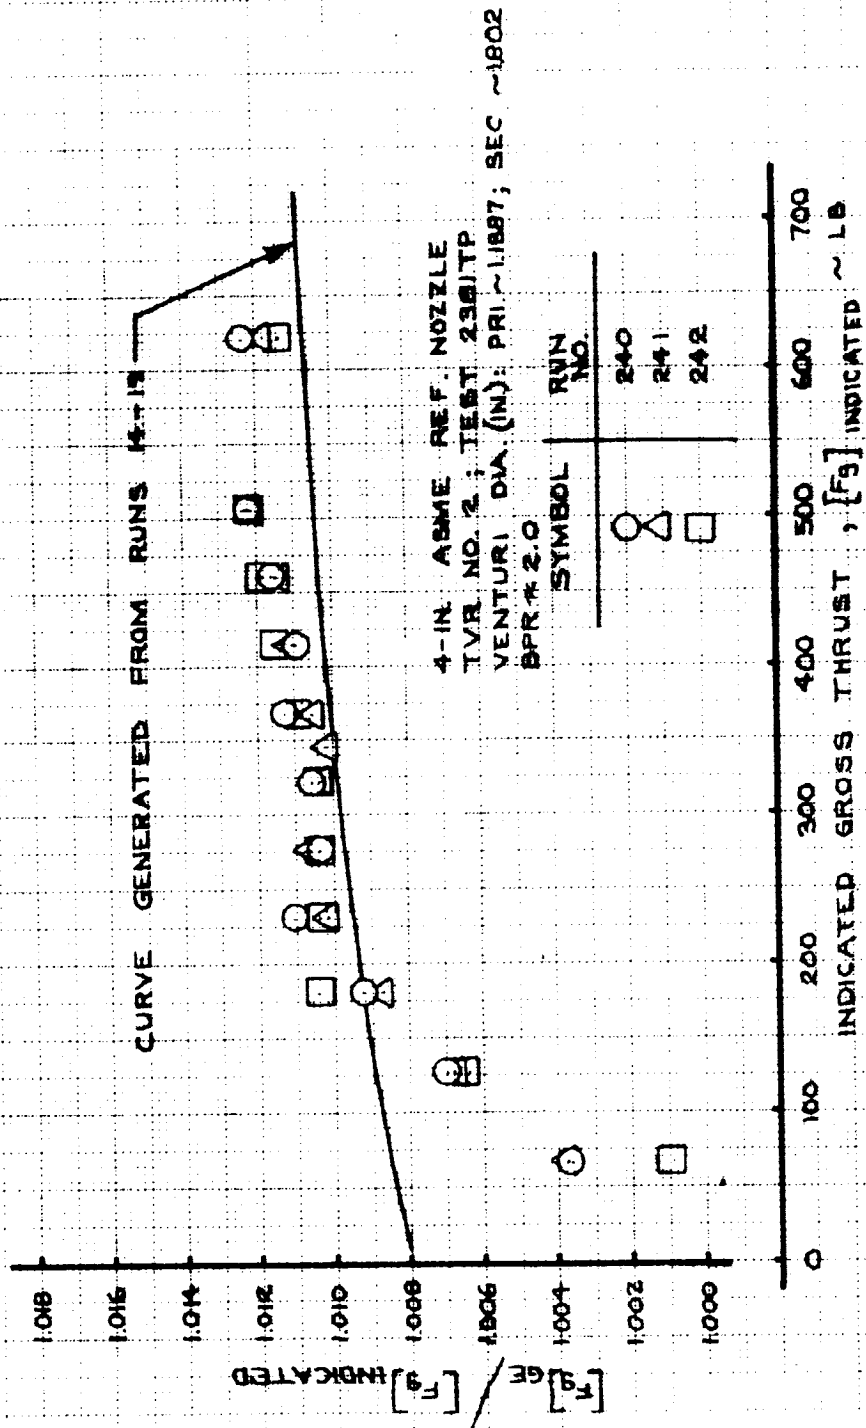 CURVE GENERATED FROM RUNS 14-19
4-IN. ASME REF. NOZZLE
TVR NO. 2 ; TEST 2381TP
VENTURI DIA. (IN.): PRI ~1.1887; SEC ~1.1802
BPR ≈ 2.0
SYMBOL RUN NO.
240
241
242
[Fg]GE / [Fg] INDICATED
1.018
1.016
1.014
1.012
1.010
1.008
1.006
1.004
1.002
1.000
0 100 200 300 400 500 600 700
INDICATED GROSS THRUST , [Fg] INDICATED ~ LB